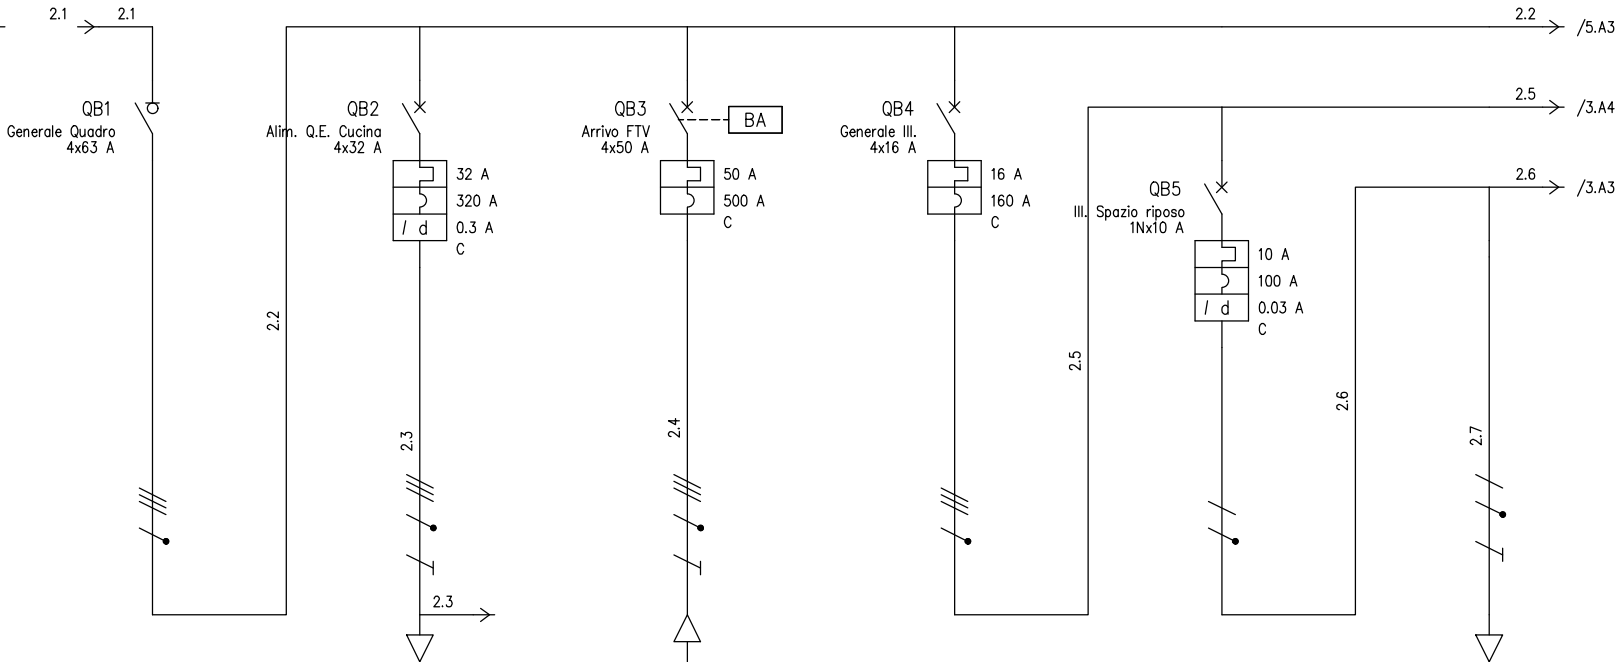 2.1
2.1
2.2
/5.A3
2.5
/3.A4
2.6
/3.A3
QB1
Generale Quadro
4x63 A
QB2
Alim. Q.E. Cucina
4x32 A
32 A
320 A
I d
0.3 A
C
QB3
Arrivo FTV
4x50 A
BA
50 A
500 A
C
QB4
Generale Ill.
4x16 A
16 A
160 A
C
QB5
Ill. Spazio riposo
1Nx10 A
10 A
100 A
I d
0.03 A
C
2.2
2.3
2.4
2.5
2.6
2.7
2.3